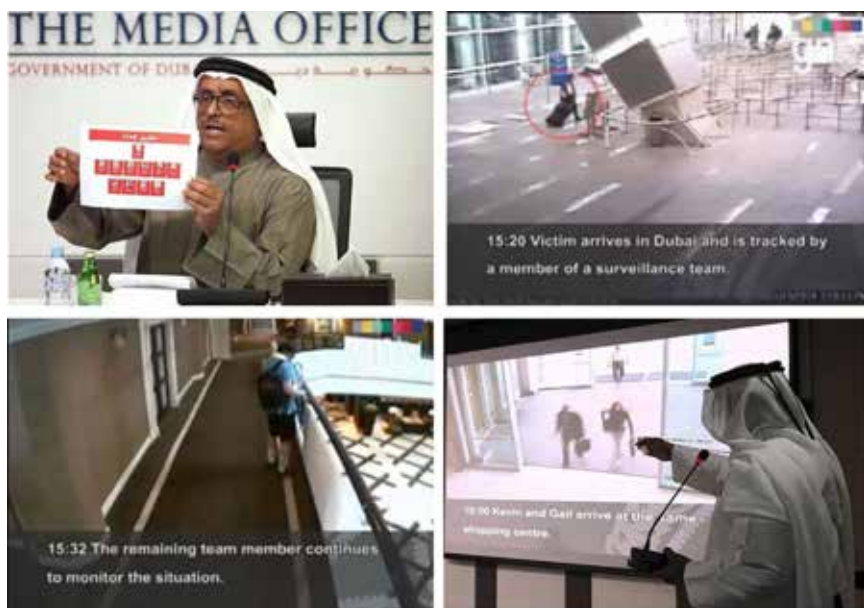 THE MEDIA OFFICE
GOVERNMENT OF DUB
15:20 Victim arrives in Dubai and is tracked by
a member of a surveillance team.
15:32 The remaining team member continues
to monitor the situation.
Kevin and Gail arrive at the same
shopping centre.